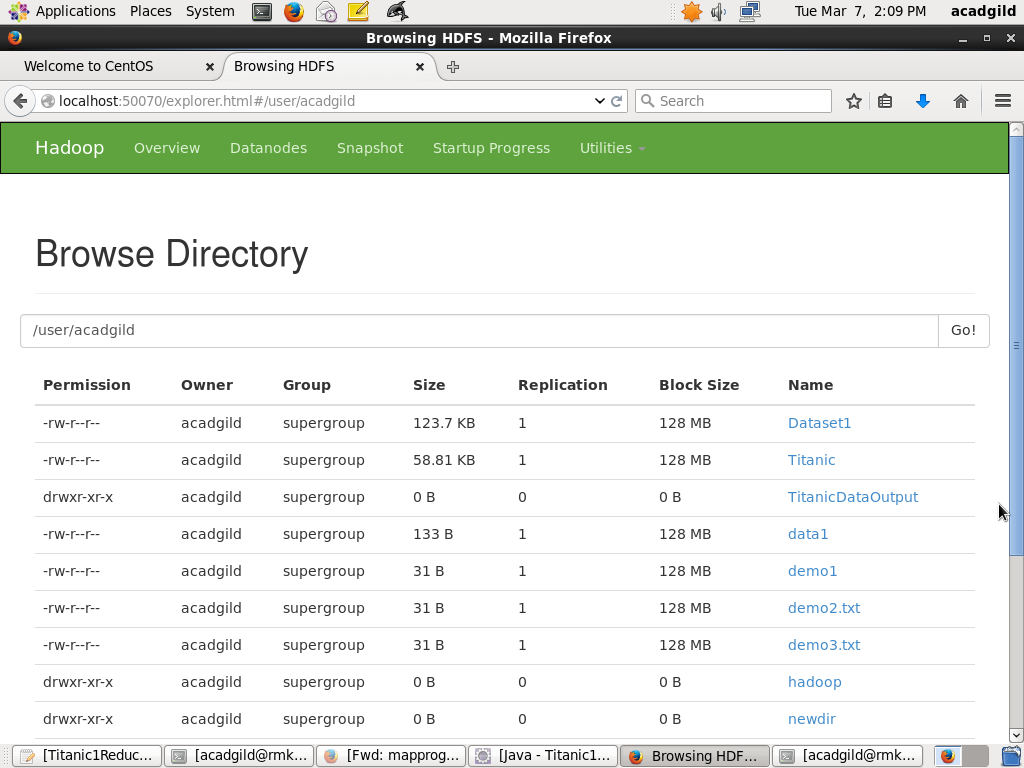 Applications Places System Tue Mar 7, 2:09 PM acadgild
Browsing HDFS - Mozilla Firefox
Welcome to CentOS Browsing HDFS
localhost:50070/explorer.html#/user/acadgild Search
Hadoop Overview Datanodes Snapshot Startup Progress Utilities
Browse Directory
/user/acadgild Go!
Permission Owner Group Size Replication Block Size Name
-rw-r--r-- acadgild supergroup 123.7 KB 1 128 MB Dataset1
-rw-r--r-- acadgild supergroup 58.81 KB 1 128 MB Titanic
drwxr-xr-x acadgild supergroup 0 B 0 0 B TitanicDataOutput
-rw-r--r-- acadgild supergroup 133 B 1 128 MB data1
-rw-r--r-- acadgild supergroup 31 B 1 128 MB demo1
-rw-r--r-- acadgild supergroup 31 B 1 128 MB demo2.txt
-rw-r--r-- acadgild supergroup 31 B 1 128 MB demo3.txt
drwxr-xr-x acadgild supergroup 0 B 0 0 B hadoop
drwxr-xr-x acadgild supergroup 0 B 0 0 B newdir
[Titanic1Reduc... [acadgild@rmk... [Fwd: mapprog... [Java - Titanic1... Browsing HDF... [acadgild@rmk...